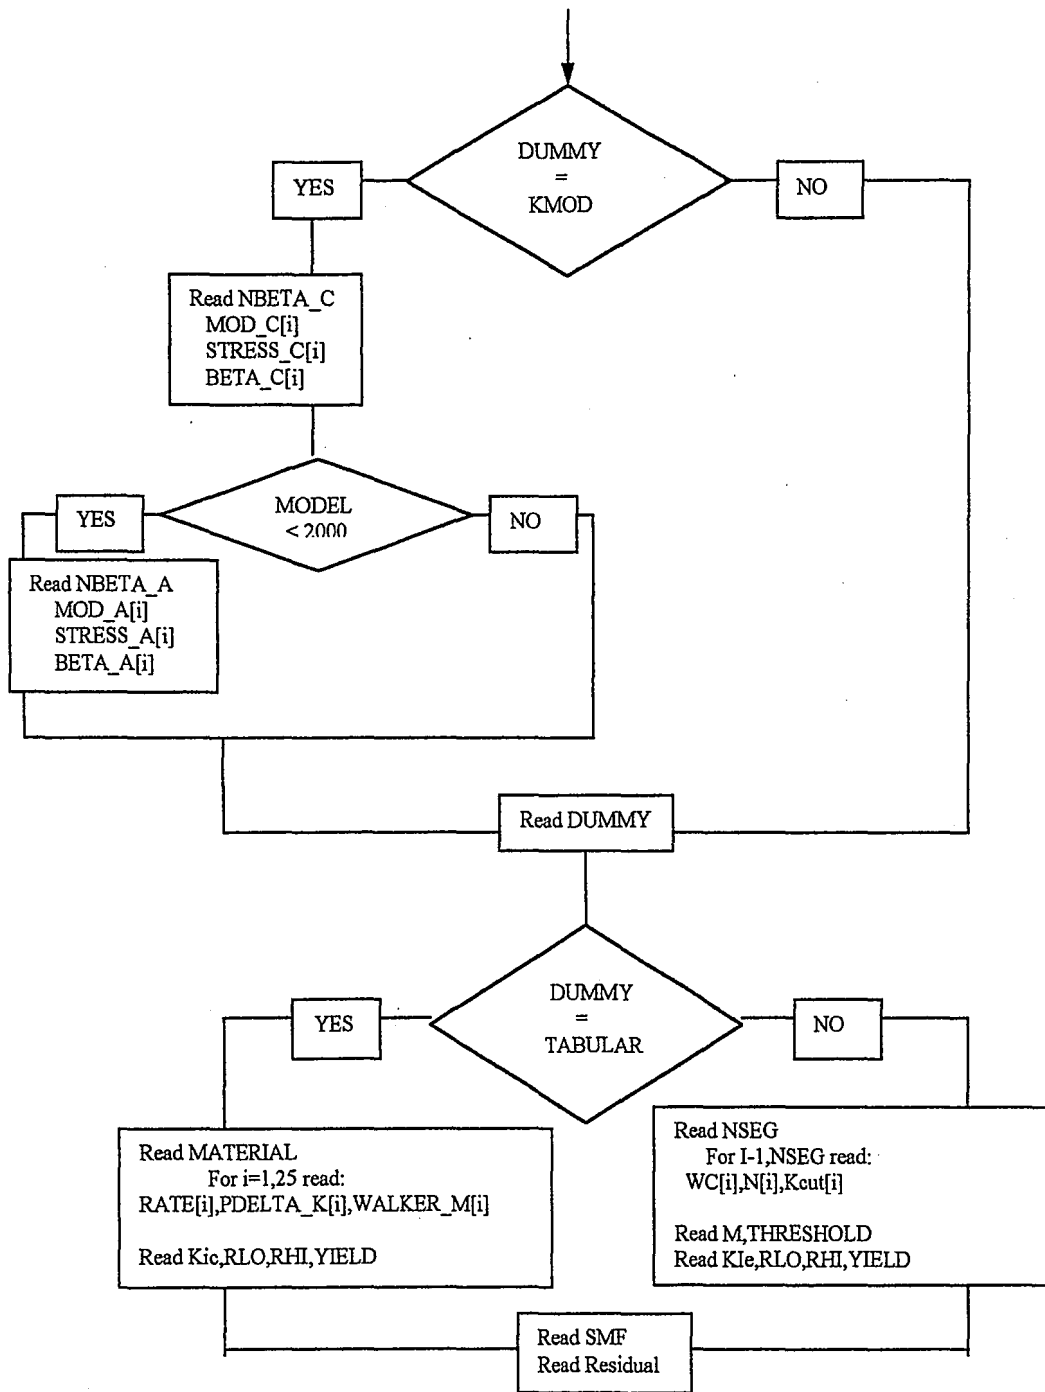 DUMMY
=
KMOD
YES
NO
Read NBETA_C
MOD_C[i]
STRESS_C[i]
BETA_C[i]
MODEL
< 2000
YES
NO
Read NBETA_A
MOD_A[i]
STRESS_A[i]
BETA_A[i]
Read DUMMY
DUMMY
=
TABULAR
YES
NO
Read MATERIAL
For i=1,25 read:
RATE[i],PDELTA_K[i],WALKER_M[i]
Read Kic,RLO,RHI,YIELD
Read NSEG
For I-1,NSEG read:
WC[i],N[i],Kcut[i]
Read M,THRESHOLD
Read KIe,RLO,RHI,YIELD
Read SMF
Read Residual